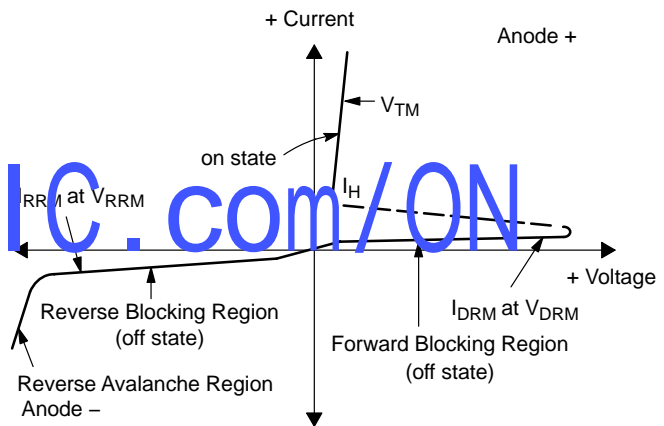 + Current
Anode +
VTM
on state
IH
IRRM at VRRM
IC.com/ON
+ Voltage
IDRM at VDRM
Reverse Blocking Region
(off state)
Forward Blocking Region
(off state)
Reverse Avalanche Region
Anode –